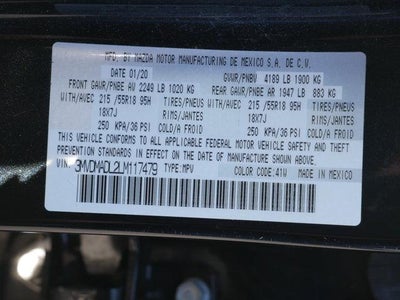 MFD. BY MAZDA MOTOR MANUFACTURING DE MEXICO S.A. DE C.V.
DATE 01/20 GVWR/PNBV 4189 LB 1900 KG
FRONT GAWR/PNBE AV 2249 LB 1020 KG REAR GAWR/PNBE AR 1947 LB 883 KG
WITH/AVEC 215 /55R18 95H TIRES/PNEUS WITH/AVEC 215 /55R18 95H TIRES/PNEUS
18X7J RIMS/JANTES 18X7J RIMS/JANTES
250 KPA/36 PSI COLD/A FROID 250 KPA/36 PSI COLD/A FROID
THIS VEHICLE CONFORMS TO ALL APPLICABLE FEDERAL MOTOR VEHICLE SAFETY AND THEFT
PREVENTION STANDARDS IN EFFECT ON THE DATE OF MANUFACTURE SHOWN ABOVE.
VIN: 3MVDMADL2LM117479 TYPE:MPV COLOR CODE:41W MADE IN MEXICO